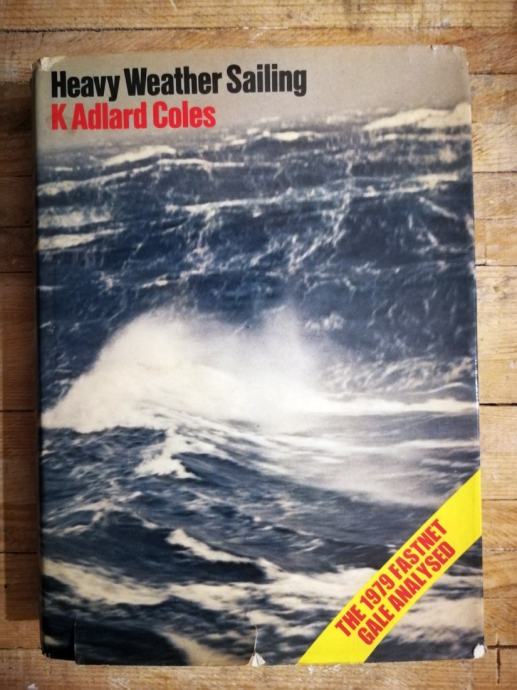 Heavy Weather Sailing
K Adlard Coles
THE 1979 FASTNET
GALE ANALYSED